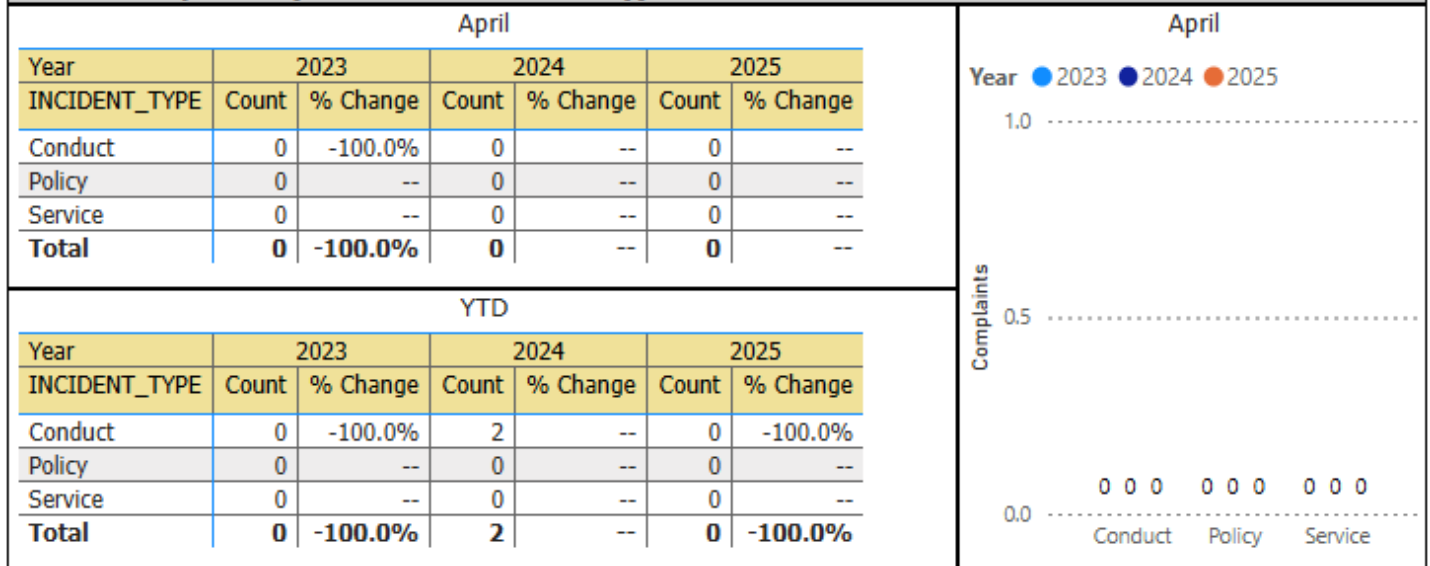 April
Year 2023 2024 2025
INCIDENT_TYPE Count % Change Count % Change Count % Change
Conduct 0 -100.0% 0 -- 0 --
Policy 0 -- 0 -- 0 --
Service 0 -- 0 -- 0 --
Total 0 -100.0% 0 -- 0 --
YTD
Year 2023 2024 2025
INCIDENT_TYPE Count % Change Count % Change Count % Change
Conduct 0 -100.0% 2 -- 0 -100.0%
Policy 0 -- 0 -- 0 --
Service 0 -- 0 -- 0 --
Total 0 -100.0% 2 -- 0 -100.0%
April
Year 2023 2024 2025
1.0
Complaints
0.5
0 0 0 0 0 0 0 0 0
0.0
Conduct Policy Service